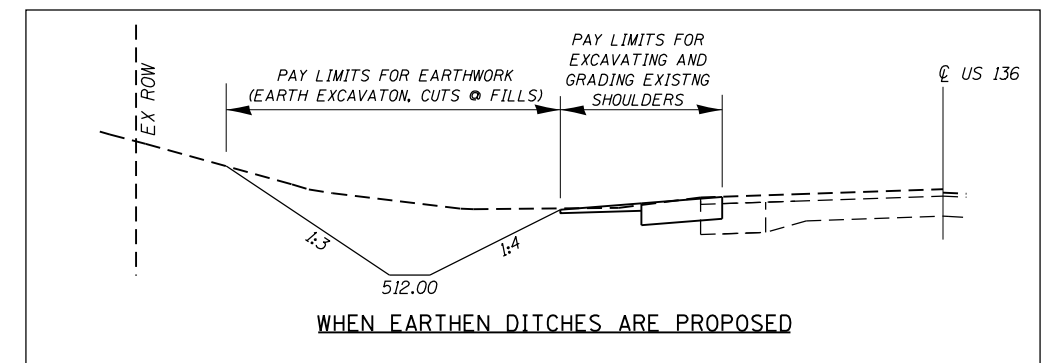 PAY LIMITS FOR
EXCAVATING AND
GRADING EXISTNG
SHOULDERS
PAY LIMITS FOR EARTHWORK
(EARTH EXCAVATON, CUTS @ FILLS)
EX ROW
℄ US 136
1:3
1:4
512.00
WHEN EARTHEN DITCHES ARE PROPOSED